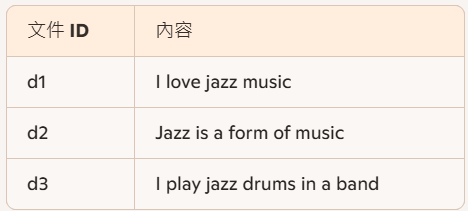 文件 ID 內容
d1 I love jazz music
d2 Jazz is a form of music
d3 I play jazz drums in a band